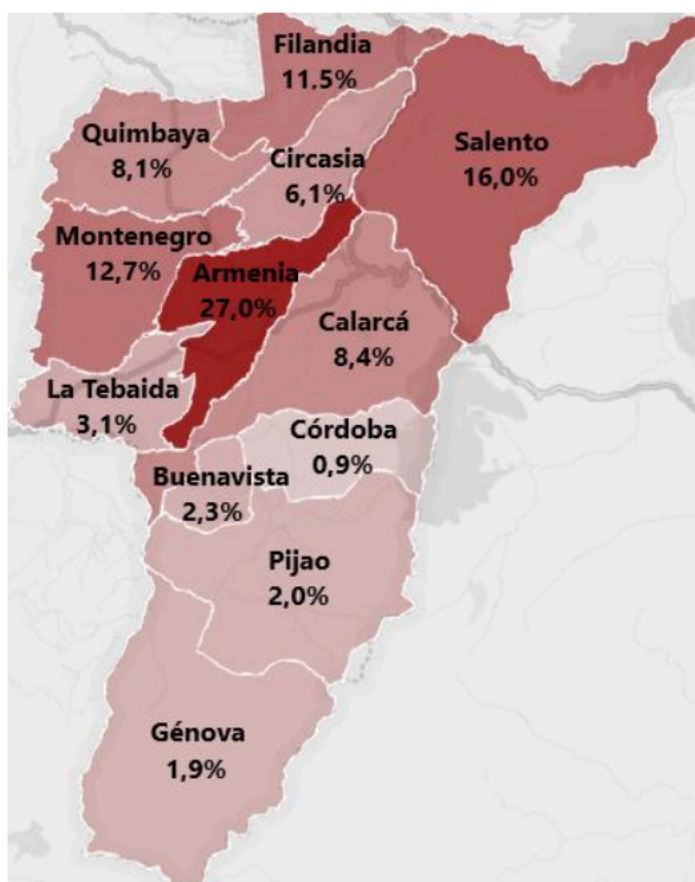 Filandia
11,5%
Quimbaya
8,1%
Circasia
6,1%
Salento
16,0%
Montenegro
12,7%
Armenia
27,0%
Calarcá
8,4%
La Tebaida
3,1%
Córdoba
0,9%
Buenavista
2,3%
Pijao
2,0%
Génova
1,9%